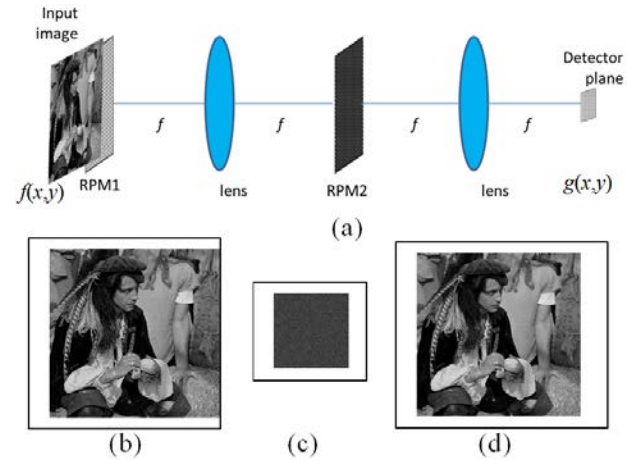 Input
image
Detector
plane
f
f
f
f
f(x,y)
RPM1
lens
RPM2
lens
g(x,y)
(a)
(b)
(c)
(d)